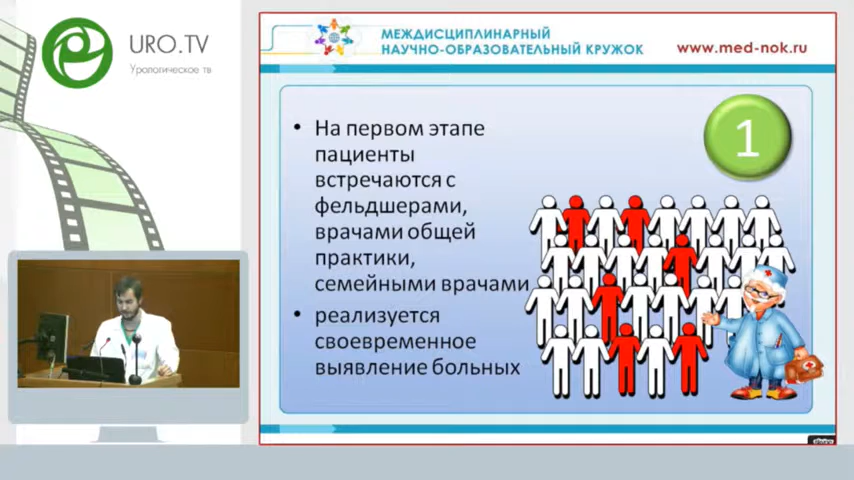 URO.TV
Урологическое тв
МЕЖДИСЦИПЛИНАРНЫЙ
НАУЧНО-ОБРАЗОВАТЕЛЬНЫЙ КРУЖОК
www.med-nok.ru
1
• На первом этапе
пациенты
встречаются с
фельдшерами,
врачами общей
практики,
семейными врачами
• реализуется
своевременное
выявление больных